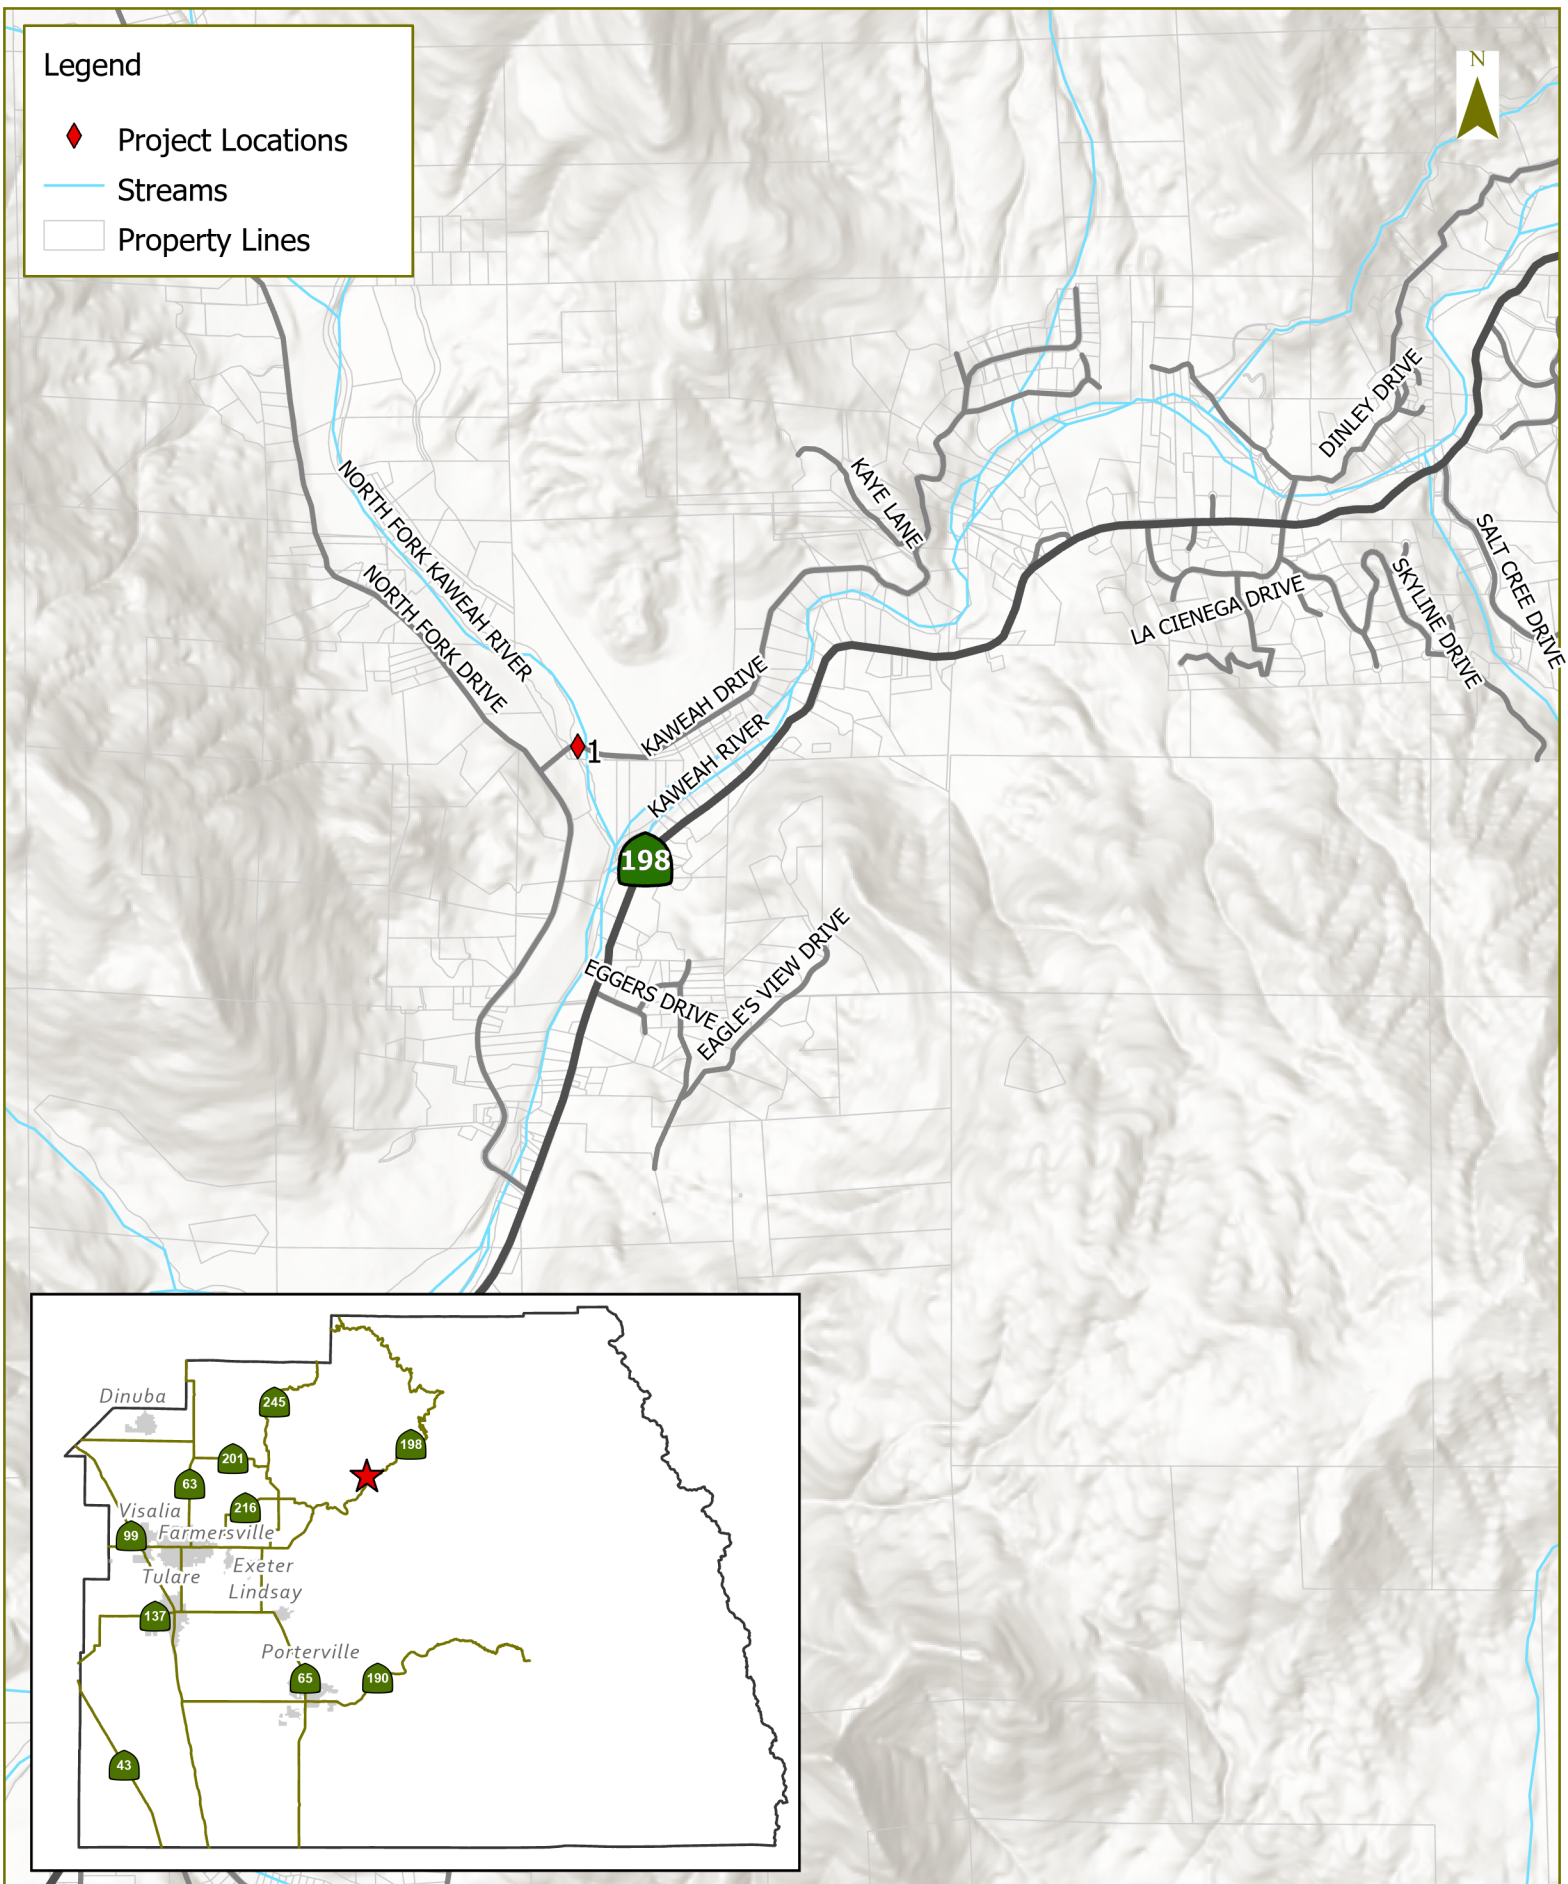 Legend
Project Locations
Streams
Property Lines
N
DINLEY DRIVE
KAYE LANE
NORTH FORK KAWEAH RIVER
NORTH FORK DRIVE
SALT CREE DRIVE
SKYLINE DRIVE
LA CIENEGA DRIVE
KAWEAH DRIVE
KAWEAH RIVER
1
198
EGGERS DRIVE
EAGLE'S VIEW DRIVE
Dinuba
245
198
201
63
216
Visalia
99
Farmersville
Exeter
Tulare
Lindsay
137
Porterville
65
190
43